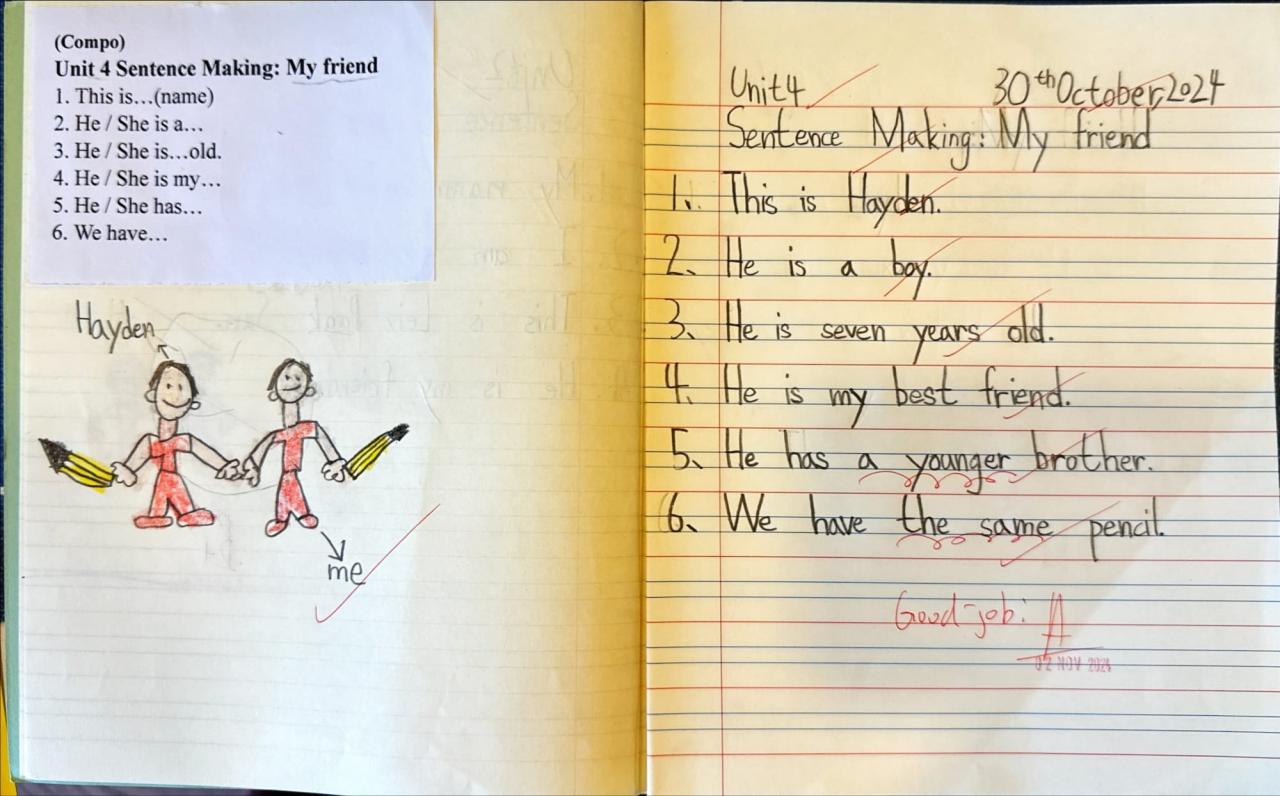 (Compo)
Unit 4 Sentence Making: My friend
1. This is...(name)
2. He / She is a...
3. He / She is...old.
4. He / She is my...
5. He / She has...
6. We have...
Hayden
me
Unit 4 30th October, 2024
Sentence Making: My friend
1. This is Hayden.
2. He is a boy.
3. He is seven years old.
4. He is my best friend.
5. He has a younger brother.
6. We have the same pencil.
Good job! A
02 NOV 2024